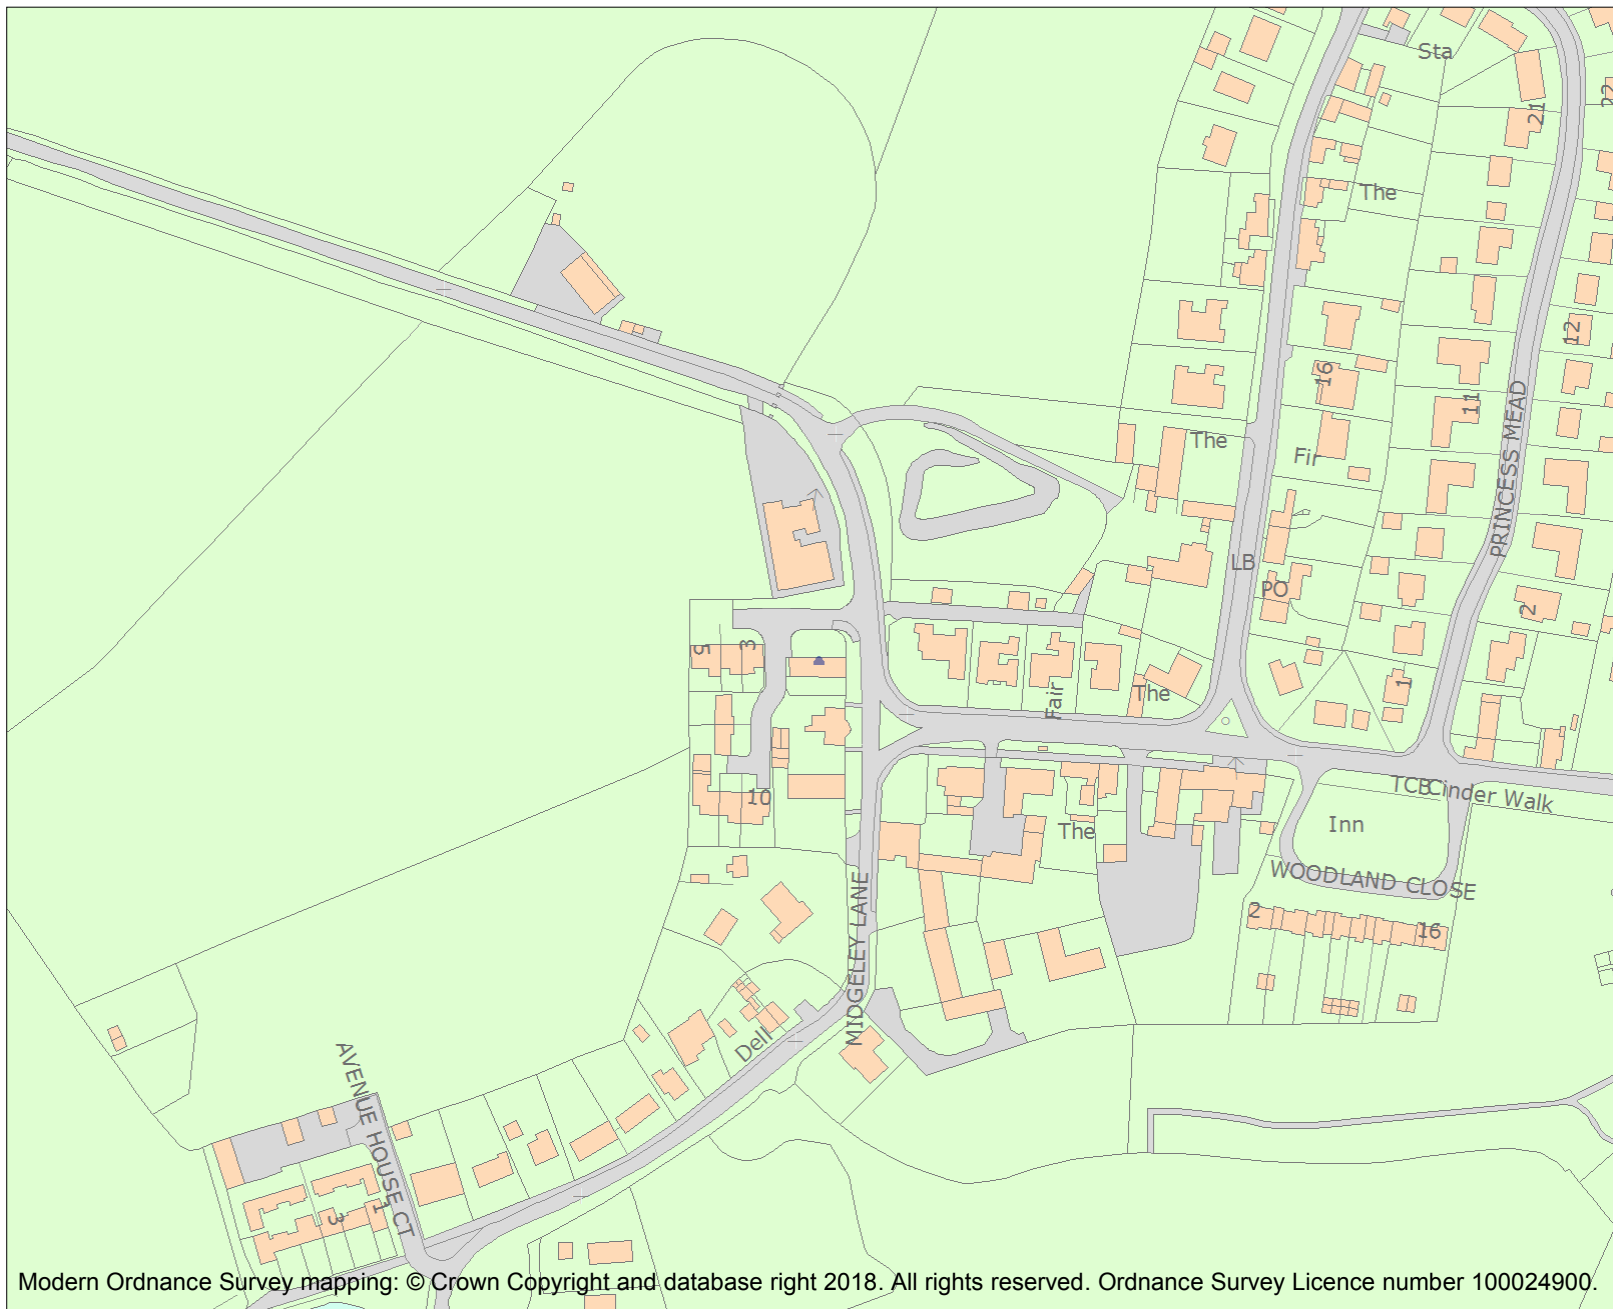 Sta
21
22
The
12
16
11
The
Fir
PRINCESS MEAD
LB
PO
2
5
3
1
Fair
The
10
TCB
Cinder Walk
Inn
The
WOODLAND CLOSE
2
16
MIDGELEY LANE
Dell
AVENUE HOUSE CT
1
3
Modern Ordnance Survey mapping: © Crown Copyright and database right 2018. All rights reserved. Ordnance Survey Licence number 100024900.